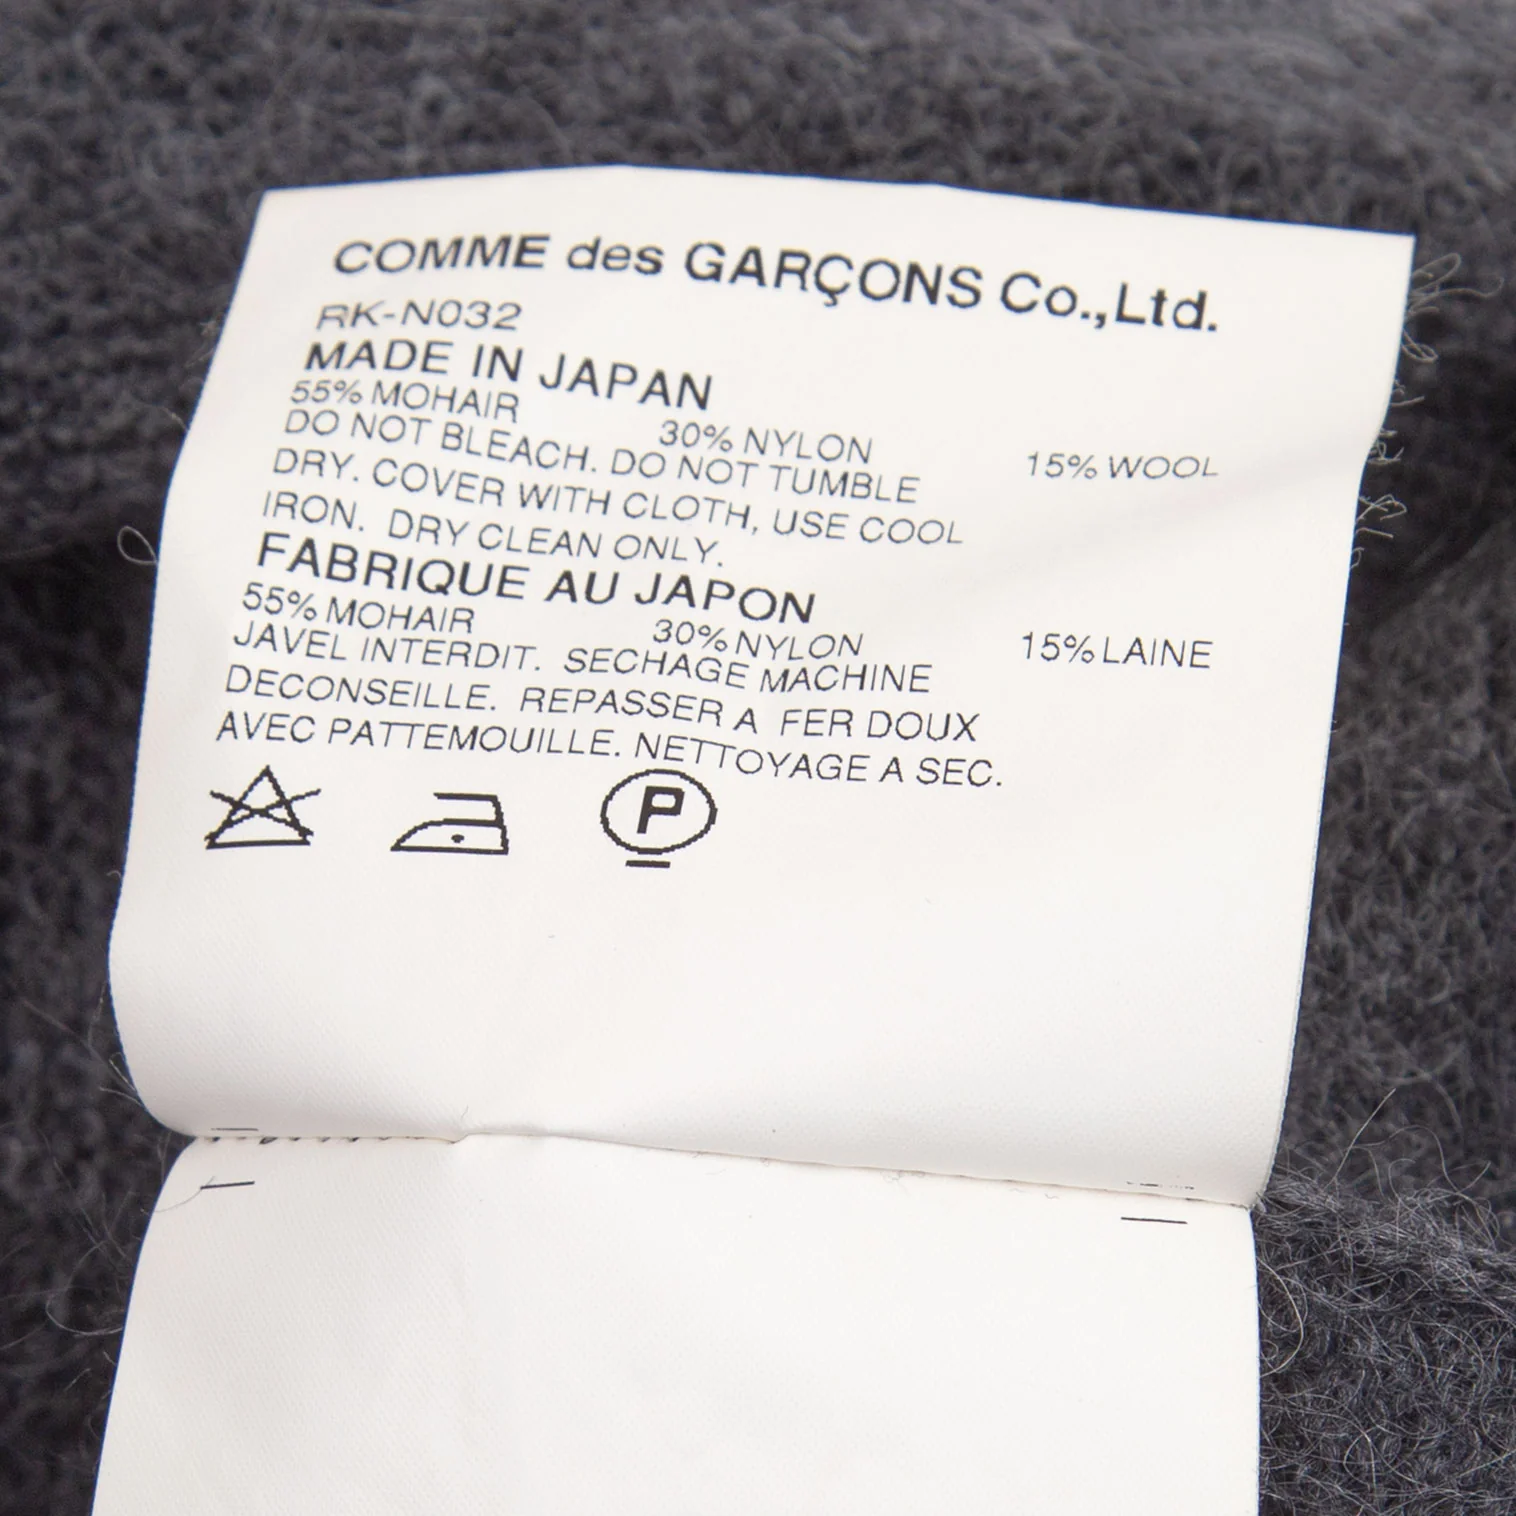 COMME des GARÇONS Co.,Ltd.
RK-N032
MADE IN JAPAN
55% MOHAIR 30% NYLON 15% WOOL
DO NOT BLEACH. DO NOT TUMBLE
DRY. COVER WITH CLOTH, USE COOL
IRON. DRY CLEAN ONLY.
FABRIQUE AU JAPON
55% MOHAIR 30% NYLON 15% LAINE
JAVEL INTERDIT. SECHAGE MACHINE
DECONSEILLE. REPASSER A FER DOUX
AVEC PATTEMOUILLE. NETTOYAGE A SEC.
P